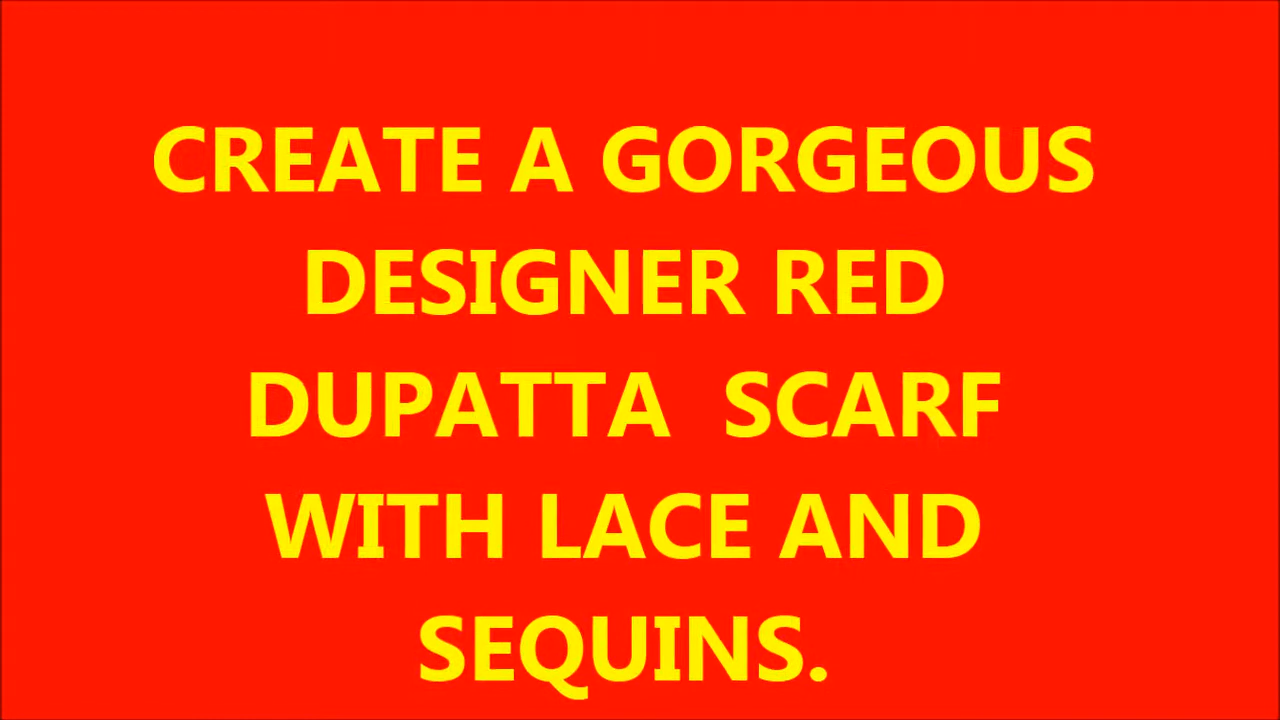 CREATE A GORGEOUS
DESIGNER RED
DUPATTA  SCARF
WITH LACE AND
SEQUINS.